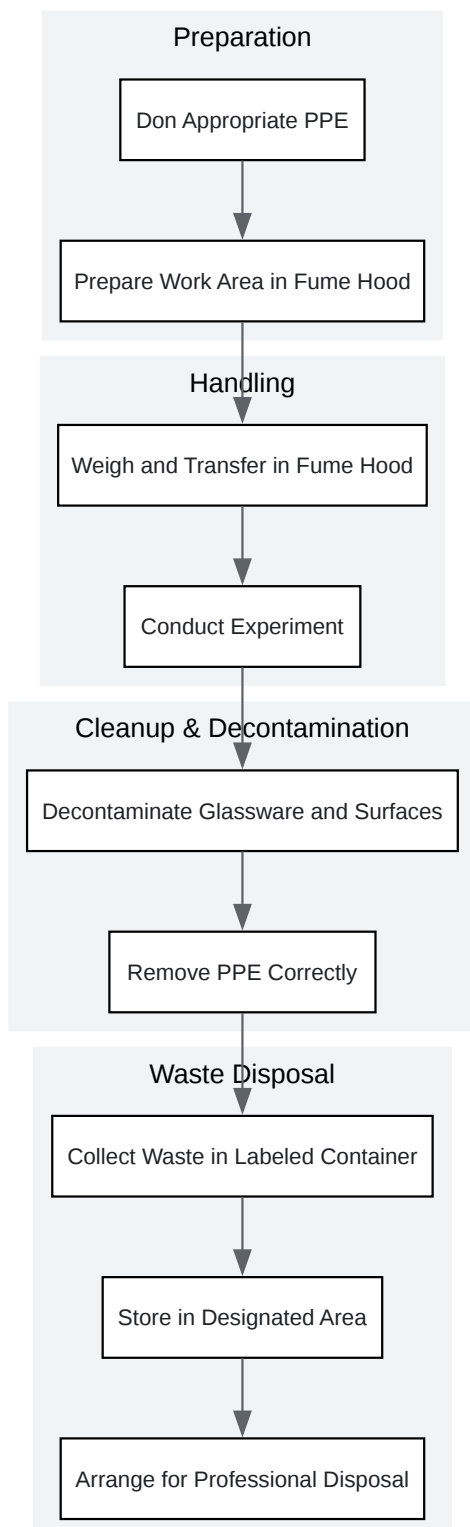 Preparation
Don Appropriate PPE
Prepare Work Area in Fume Hood
Handling
Weigh and Transfer in Fume Hood
Conduct Experiment
Cleanup & Decontamination
Decontaminate Glassware and Surfaces
Remove PPE Correctly
Waste Disposal
Collect Waste in Labeled Container
Store in Designated Area
Arrange for Professional Disposal